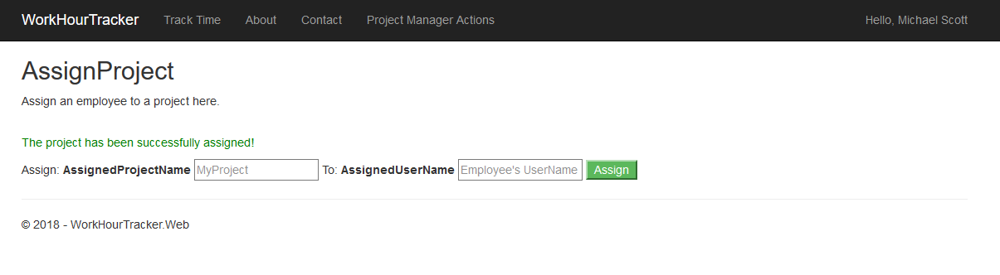 WorkHourTracker Track Time About Contact Project Manager Actions Hello, Michael Scott
AssignProject
Assign an employee to a project here.
The project has been successfully assigned!
Assign: AssignedProjectName MyProject To: AssignedUserName Employee's UserName Assign
© 2018 - WorkHourTracker.Web